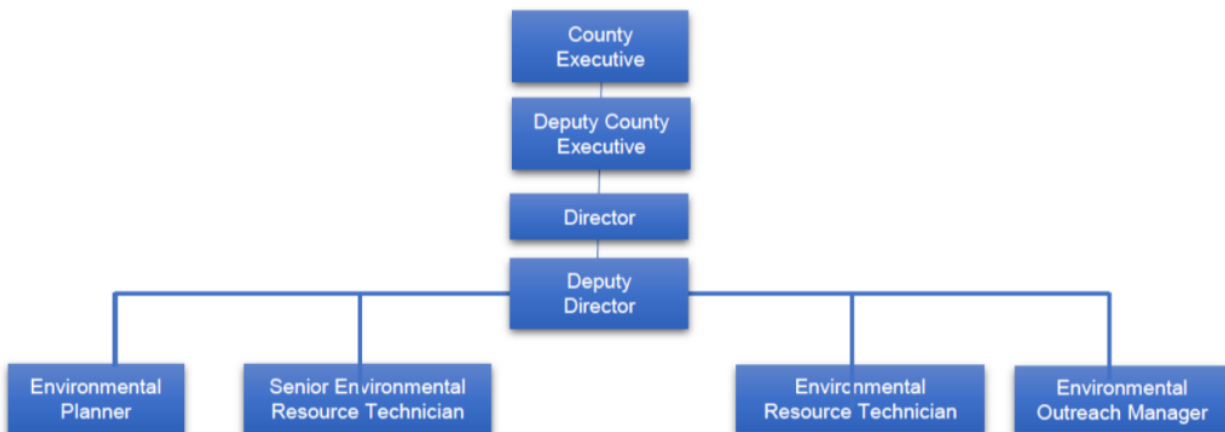 County
Executive
Deputy County
Executive
Director
Deputy
Director
Environmental
Planner
Senior Environmental
Resource Technician
Environmental
Resource Technician
Environmental
Outreach Manager